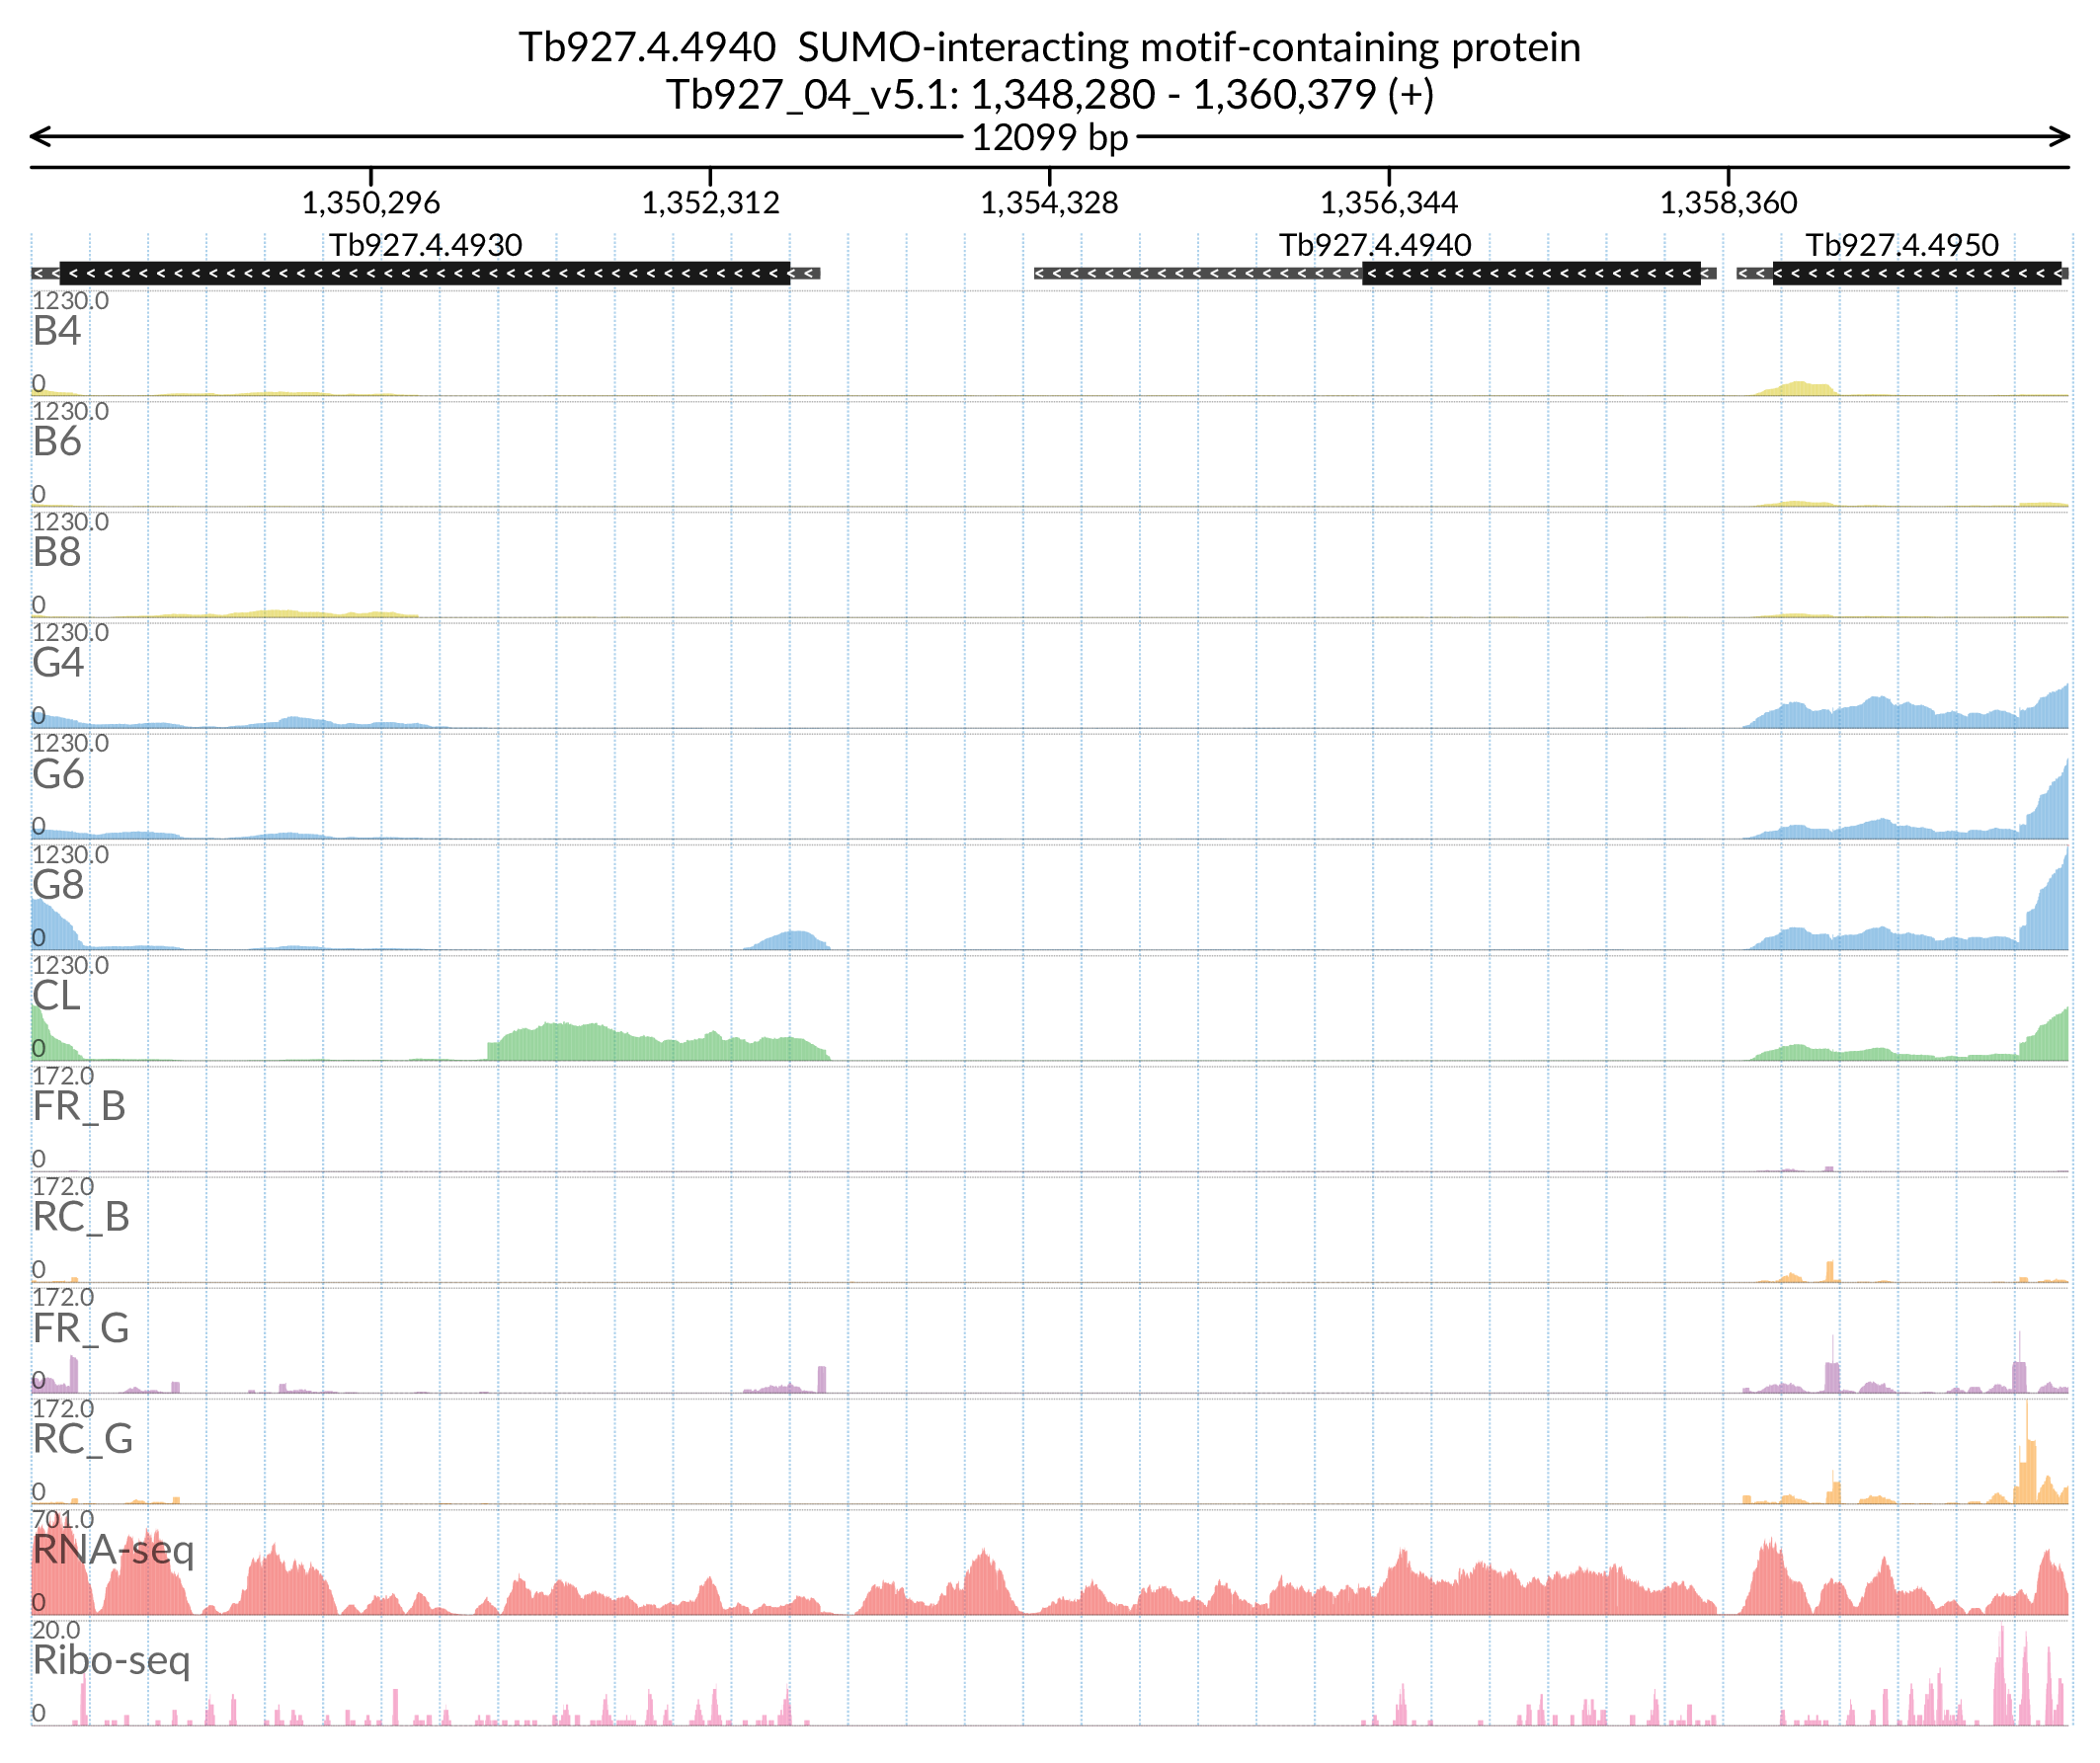 Tb927.4.4940  SUMO-interacting motif-containing protein
Tb927_04_v5.1: 1,348,280 - 1,360,379 (+)
12099 bp
1,350,296 1,352,312 1,354,328 1,356,344 1,358,360
Tb927.4.4930 Tb927.4.4940 Tb927.4.4950
1230.0
B4
0
1230.0
B6
0
1230.0
B8
0
1230.0
G4
0
1230.0
G6
0
1230.0
G8
0
1230.0
CL
0
172.0
FR_B
0
172.0
RC_B
0
172.0
FR_G
0
172.0
RC_G
0
701.0
RNA-seq
0
20.0
Ribo-seq
0